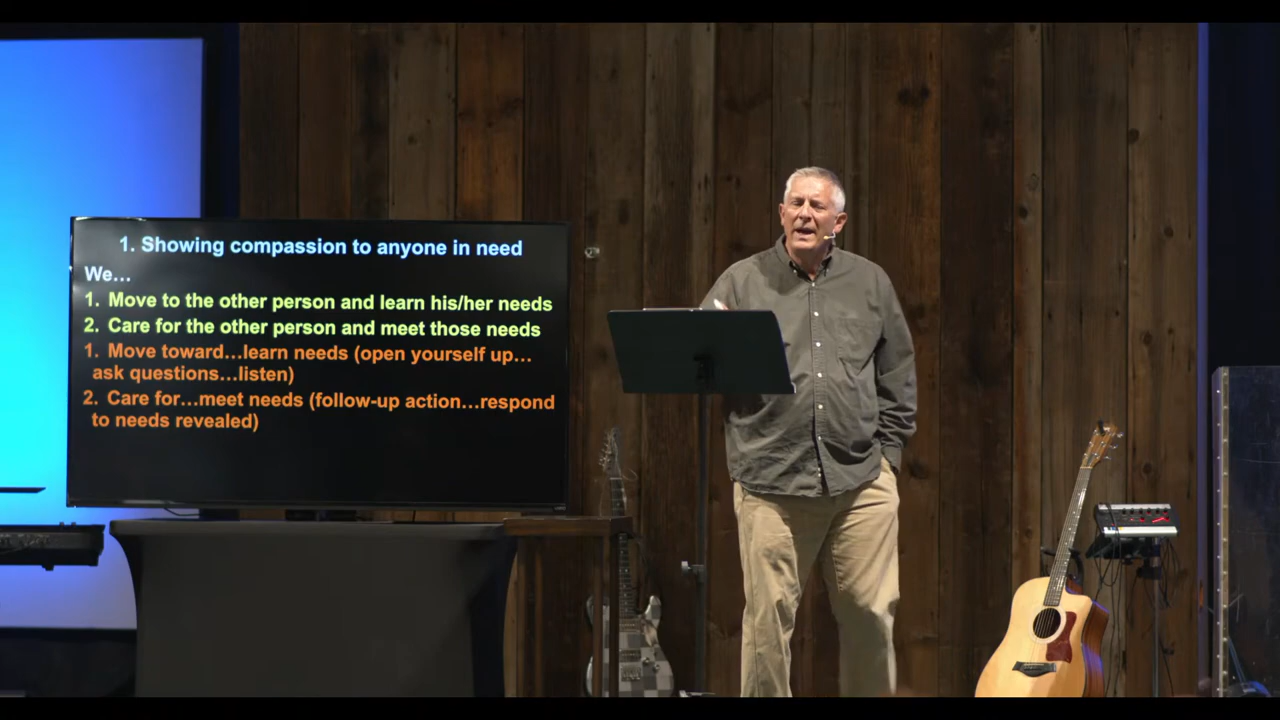 1. Showing compassion to anyone in need
We…
1. Move to the other person and learn his/her needs
2. Care for the other person and meet those needs
1. Move toward…learn needs (open yourself up…
ask questions…listen)
2. Care for…meet needs (follow-up action…respond
to needs revealed)